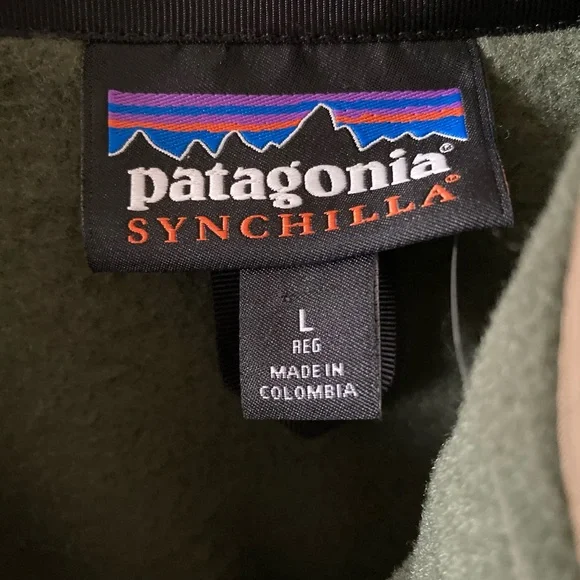 patagonia®
SYNCHILLA®
L
REG
MADE IN
COLOMBIA